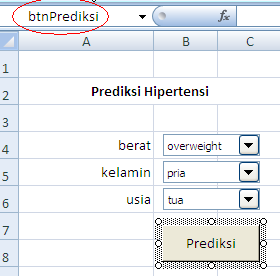 btnPrediksi fx
A B C
1
2 Prediksi Hipertensi
3
4 berat overweight
5 kelamin pria
6 usia tua
7 Prediksi
8